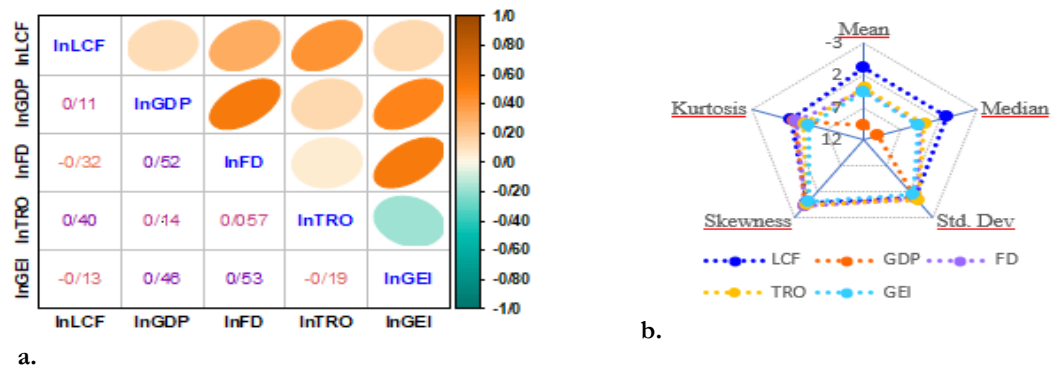 lnLCF
lnGDP
lnFD
lnTRO
lnGEI
lnLCF
0/11 lnGDP
-0/32 0/52 lnFD
0/40 0/14 0/057 lnTRO
-0/13 0/46 0/53 -0/19 lnGEI
lnLCF lnGDP lnFD lnTRO lnGEI
1/0
0/80
0/60
0/40
0/20
0/0
-0/20
-0/40
-0/60
-0/80
-1/0
a.
Mean
-3
2
7
12
Kurtosis
Median
Skewness
Std. Dev
LCF GDP FD
TRO GEI
b.